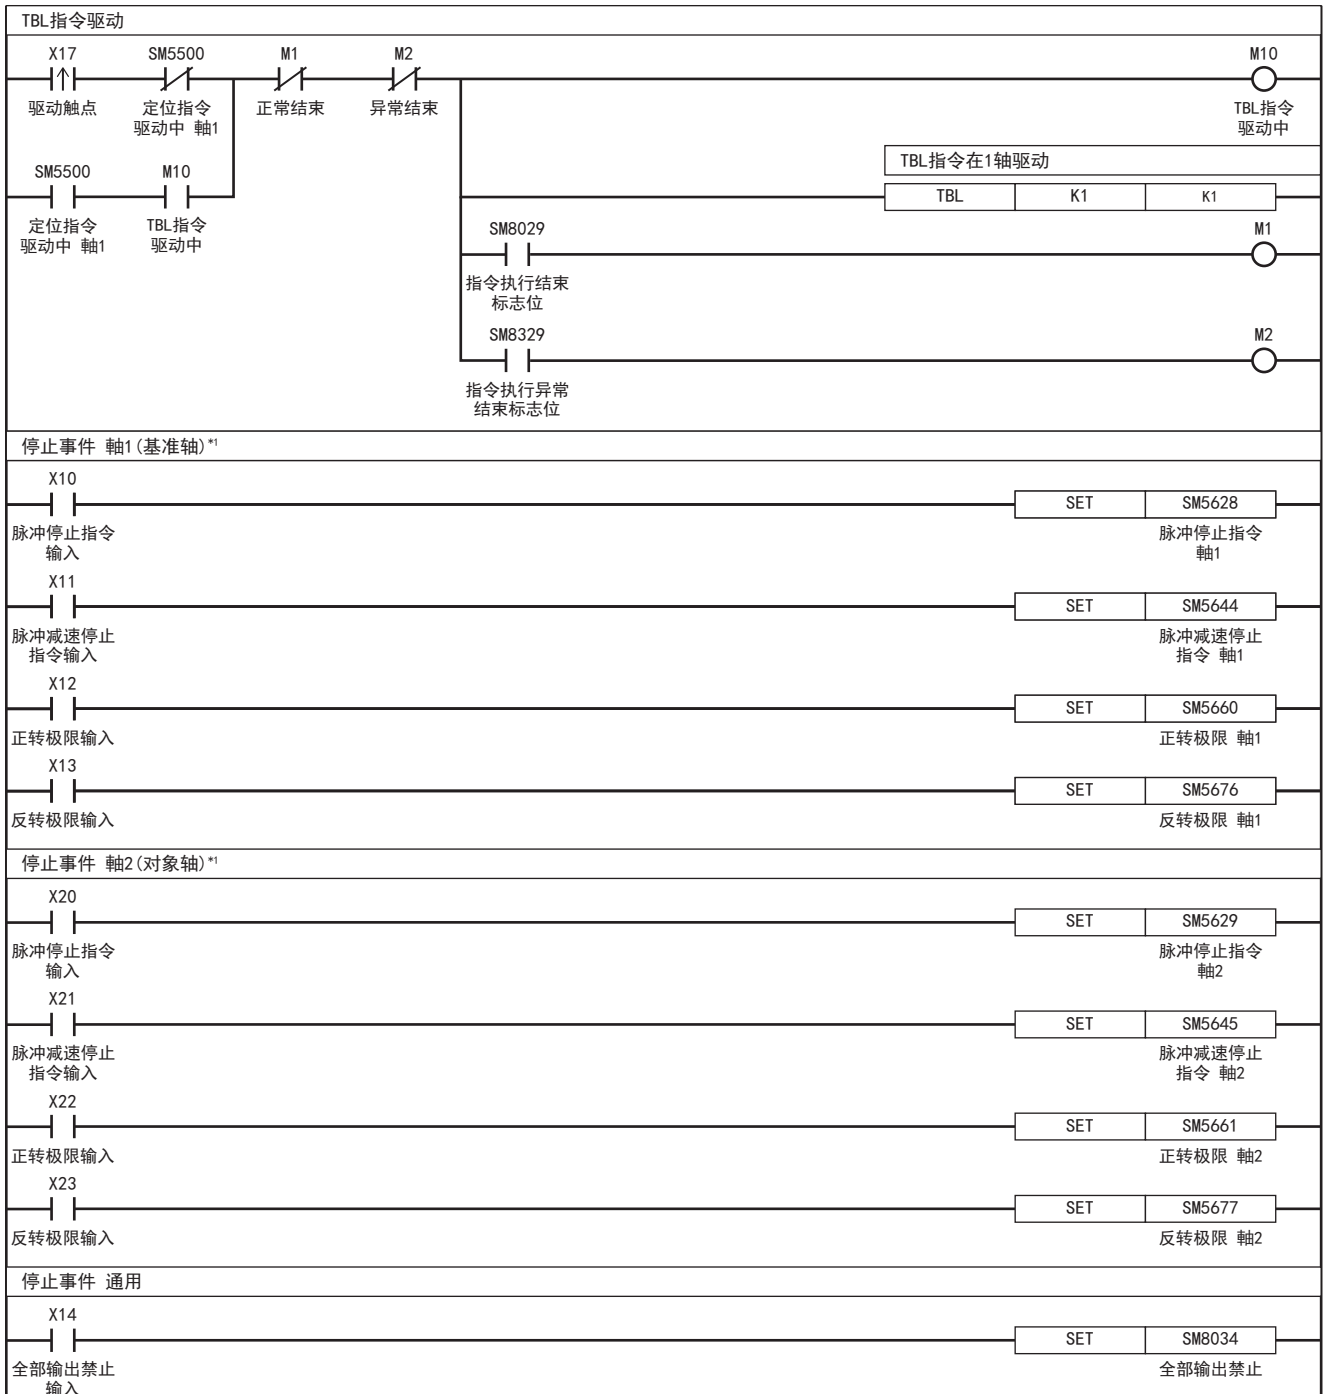 TBL指令驱动
X17 SM5500 M1 M2 M10
驱动触点 定位指令 正常结束 异常结束 TBL指令
驱动中 軸1 驱动中
TBL指令在1轴驱动
SM5500 M10
TBL K1 K1
定位指令 TBL指令 SM8029 M1
驱动中 軸1 驱动中
指令执行结束
标志位
SM8329 M2
指令执行异常
结束标志位
停止事件 軸1(基准轴)*1
X10
SET SM5628
脉冲停止指令 脉冲停止指令
输入 軸1
X11
SET SM5644
脉冲减速停止 脉冲减速停止
指令输入 指令 軸1
X12
SET SM5660
正转极限输入 正转极限 軸1
X13
SET SM5676
反转极限输入 反转极限 軸1
停止事件 軸2(对象轴)*1
X20
SET SM5629
脉冲停止指令 脉冲停止指令
输入 軸2
X21
SET SM5645
脉冲减速停止 脉冲减速停止
指令输入 指令 軸2
X22
SET SM5661
正转极限输入 正转极限 軸2
X23
SET SM5677
反转极限输入 反转极限 軸2
停止事件 通用
X14
SET SM8034
全部输出禁止 全部输出禁止
输入